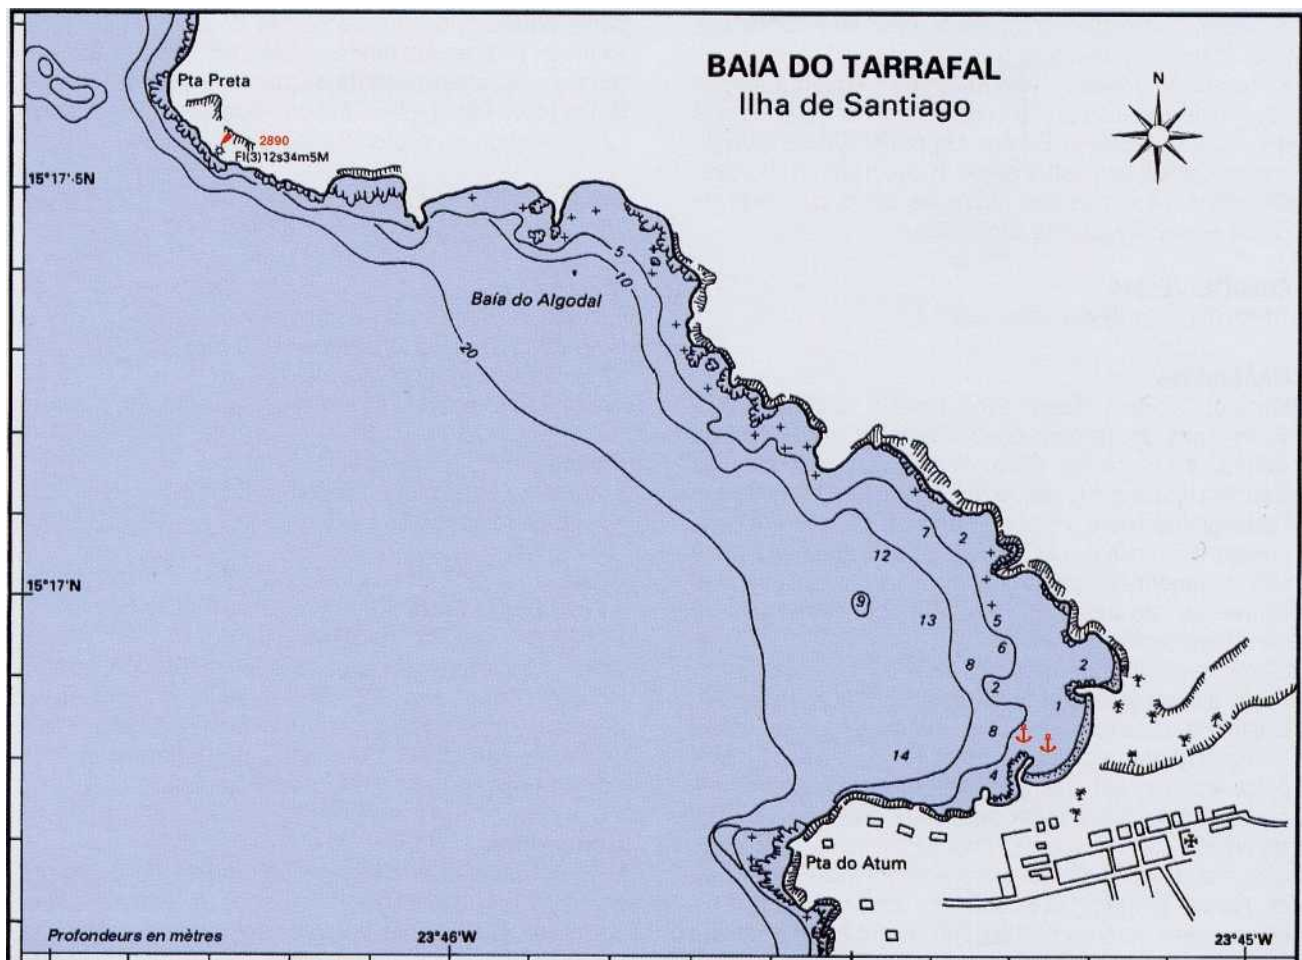 BAIA DO TARRAFAL
Ilha de Santiago
N
Pta Preta
2890
Fl(3)12s34m5M
15°17'·5N
5
10
Baía do Algodal
20
7
2
12
15°17'N
9
13
5
6
8
2
2
1
8
14
4
Pta do Atum
Profondeurs en mètres
23°46'W
23°45'W